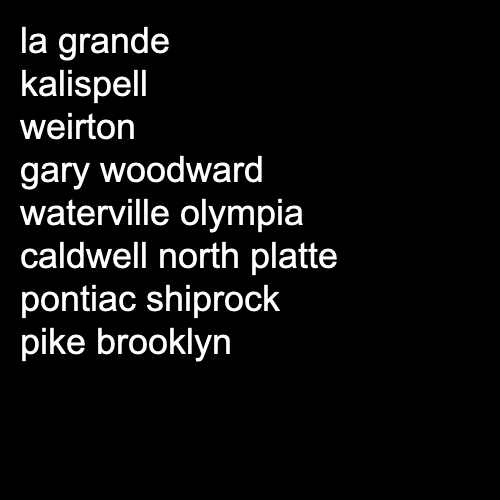 la grande
kalispell
weirton
gary woodward
waterville olympia
caldwell north platte
pontiac shiprock
pike brooklyn